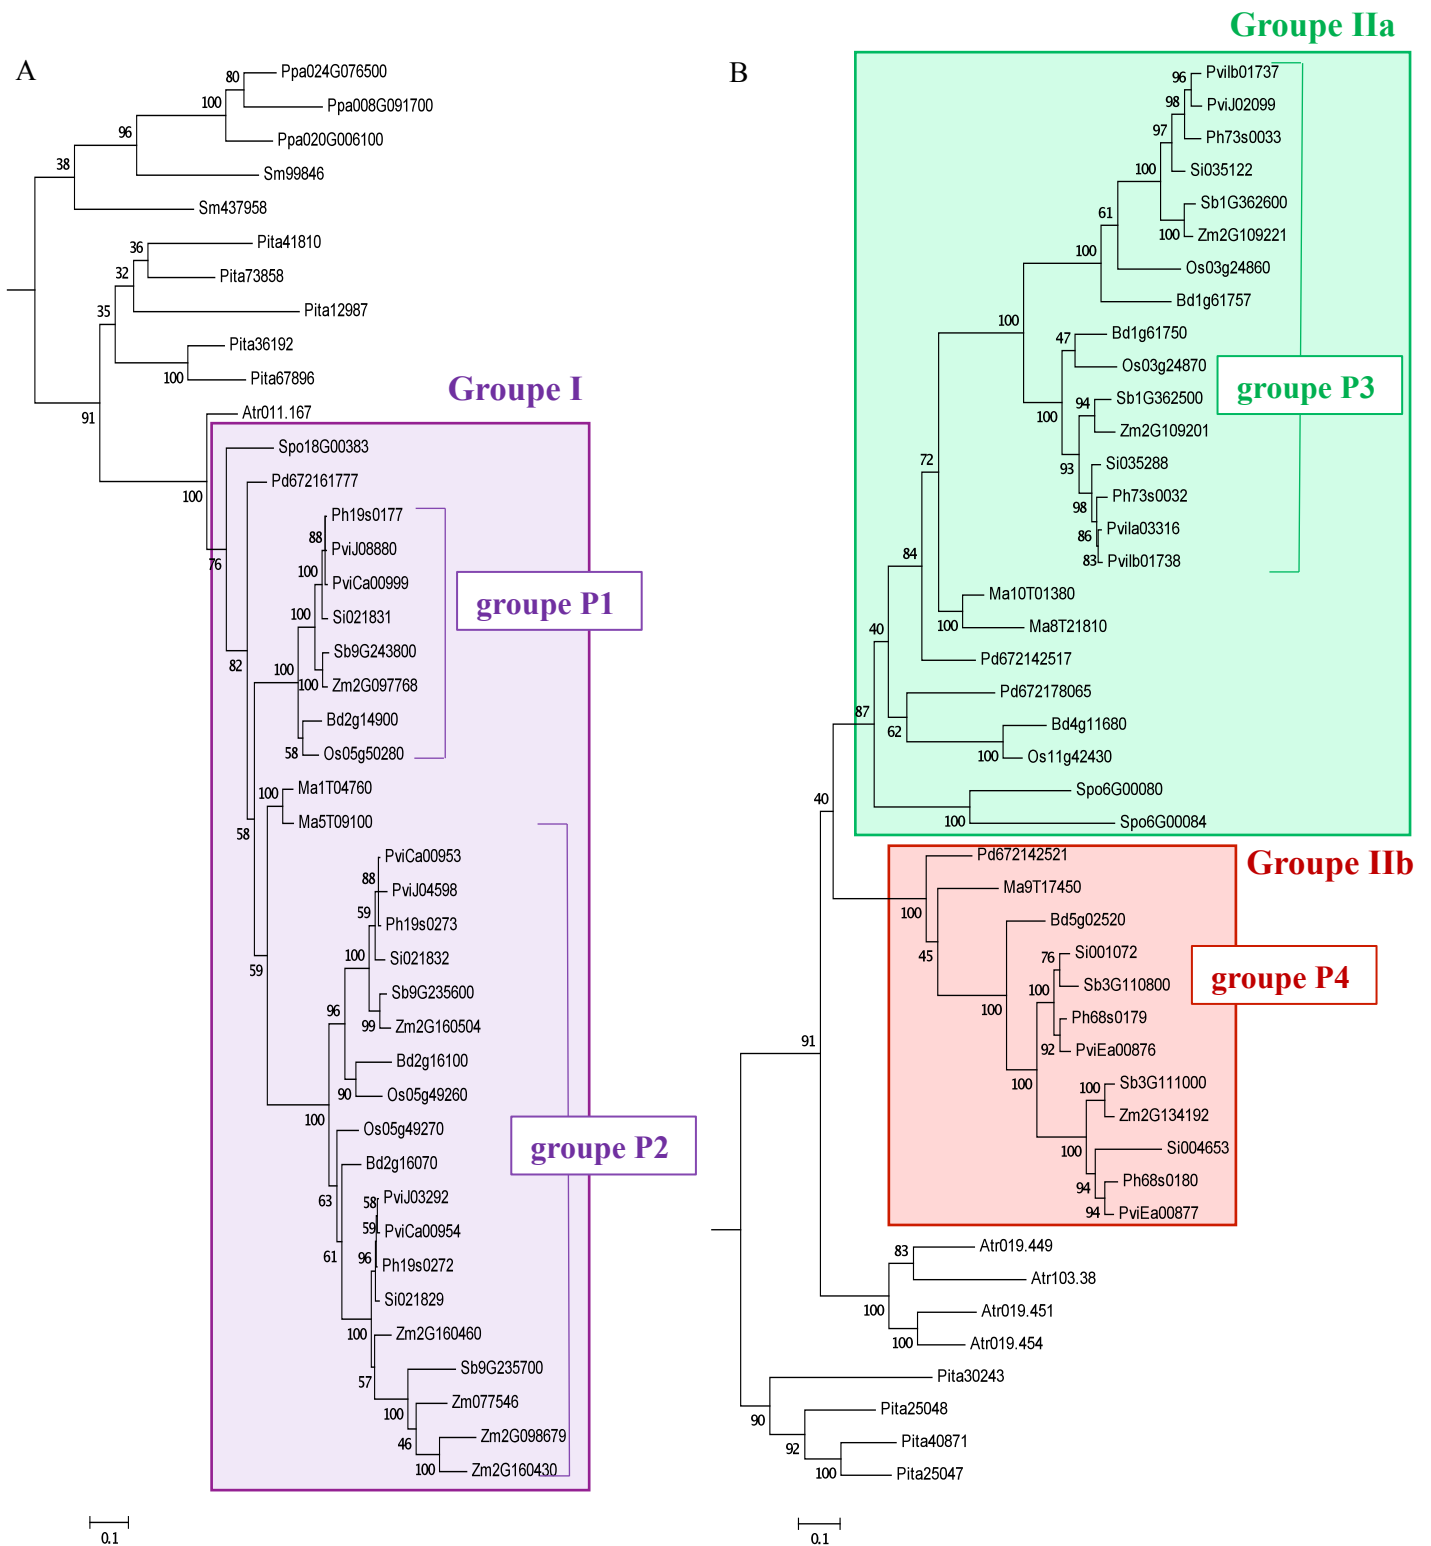 A
Ppa024G076500
80
Ppa008G091700
100
Ppa020G006100
96
Sm99846
38
Sm437958
Pita41810
36
Pita73858
32
Pita12987
35
Pita36192
100
Pita67896
91
Groupe I
Atr011.167
Spo18G00383
Pd672161777
100
Ph19s0177
88
PviJ08880
76
100
PviCa00999
100
Si021831
groupe P1
Sb9G243800
82
100
100
Zm2G097768
Bd2g14900
58
Os05g50280
100
Ma1T04760
Ma5T09100
58
PviCa00953
88
PviJ04598
59
Ph19s0273
100
Si021832
59
Sb9G235600
96
99
Zm2G160504
Bd2g16100
90
Os05g49260
100
Os05g49270
groupe P2
Bd2g16070
63
58
PviJ03292
59
PviCa00954
61
96
Ph19s0272
Si021829
100
Zm2G160460
57
Sb9G235700
100
Zm077546
46
Zm2G098679
100
Zm2G160430
0.1
B
Groupe IIa
96
Pvilb01737
98
PviJ02099
97
Ph73s0033
100
Si035122
61
Sb1G362600
100
Zm2G109221
100
Os03g24860
Bd1g61757
100
47
Bd1g61750
Os03g24870
groupe P3
94
Sb1G362500
100
Zm2G109201
72
93
Si035288
98
Ph73s0032
86
Pvila03316
84
83
Pvilb01738
Ma10T01380
100
Ma8T21810
40
Pd672142517
Pd672178065
87
62
Bd4g11680
100
Os11g42430
Spo6G00080
40
100
Spo6G00084
Pd672142521
Groupe IIb
Ma9T17450
100
Bd5g02520
45
76
Si001072
groupe P4
100
Sb3G110800
100
Ph68s0179
92
PviEa00876
91
100
100
Sb3G111000
Zm2G134192
100
Si004653
94
Ph68s0180
94
PviEa00877
83
Atr019.449
Atr103.38
100
Atr019.451
100
Atr019.454
Pita30243
90
Pita25048
92
Pita40871
100
Pita25047
0.1